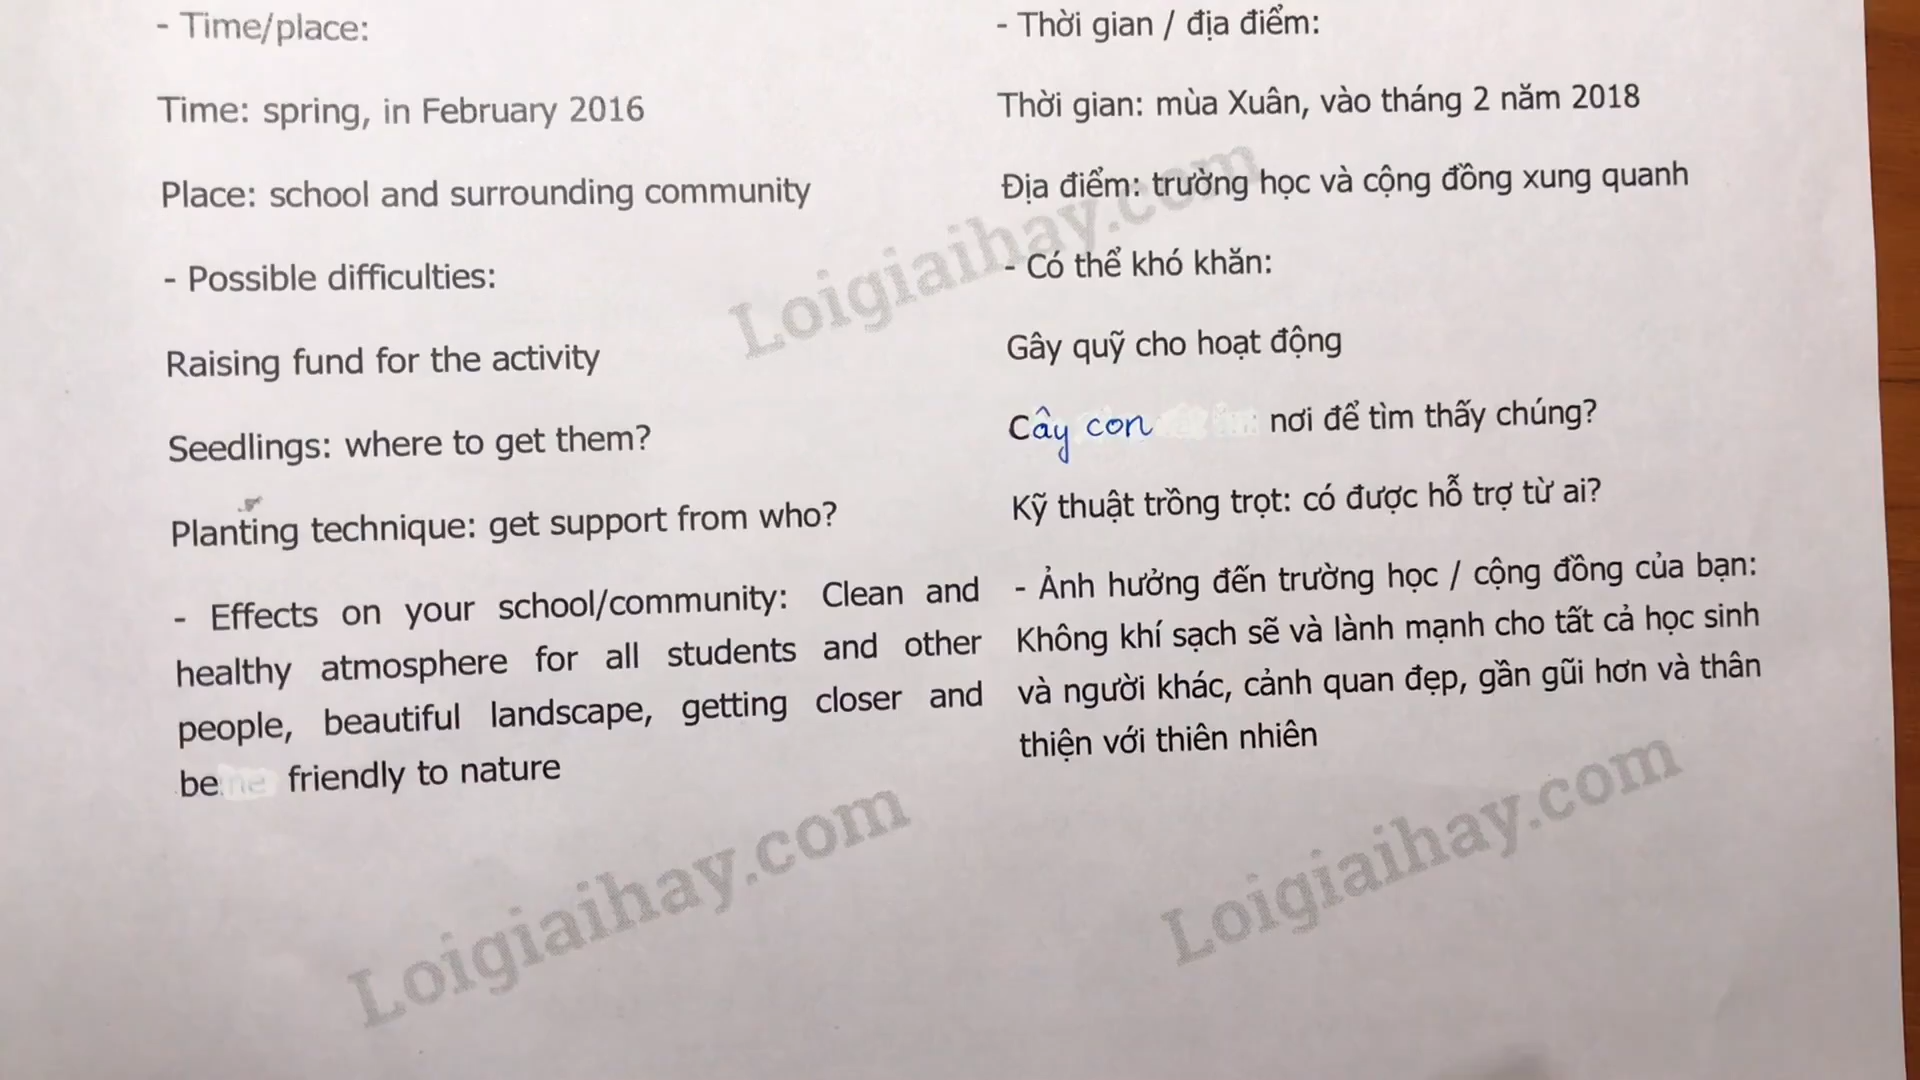 - Time/place:
Time: spring, in February 2016
Place: school and surrounding community
- Possible difficulties:
Raising fund for the activity
Seedlings: where to get them?
Planting technique: get support from who?
- Effects on your school/community: Clean and
healthy atmosphere for all students and other
people, beautiful landscape, getting closer and
be friendly to nature
- Thời gian / địa điểm:
Thời gian: mùa Xuân, vào tháng 2 năm 2018
Địa điểm: trường học và cộng đồng xung quanh
- Có thể khó khăn:
Gây quỹ cho hoạt động
Cây con nơi để tìm thấy chúng?
Kỹ thuật trồng trọt: có được hỗ trợ từ ai?
- Ảnh hưởng đến trường học / cộng đồng của bạn:
Không khí sạch sẽ và lành mạnh cho tất cả học sinh
và người khác, cảnh quan đẹp, gần gũi hơn và thân
thiện với thiên nhiên
Loigiaihay.com
Loigiaihay.com
Loigiaihay.com